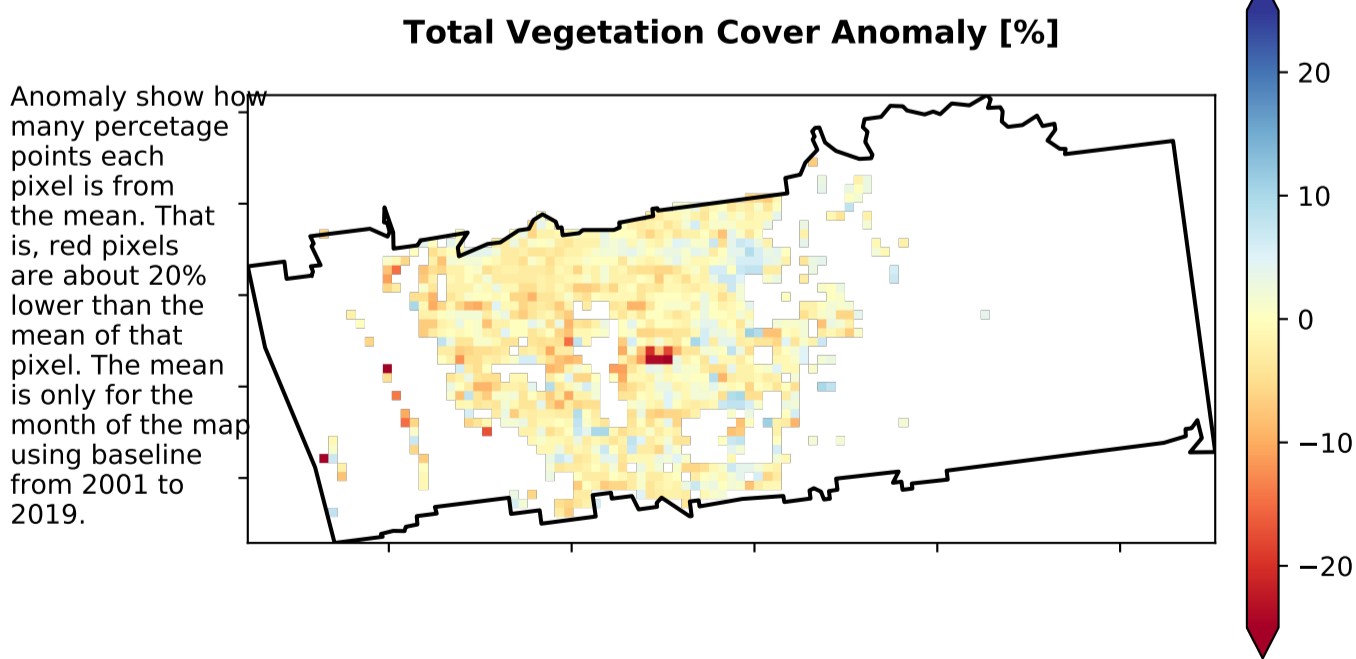 Total Vegetation Cover Anomaly [%]
Anomaly show how
many percetage
points each
pixel is from
the mean. That
is, red pixels
are about 20%
lower than the
mean of that
pixel. The mean
is only for the
month of the map
using baseline
from 2001 to
2019.
20
10
0
−10
−20